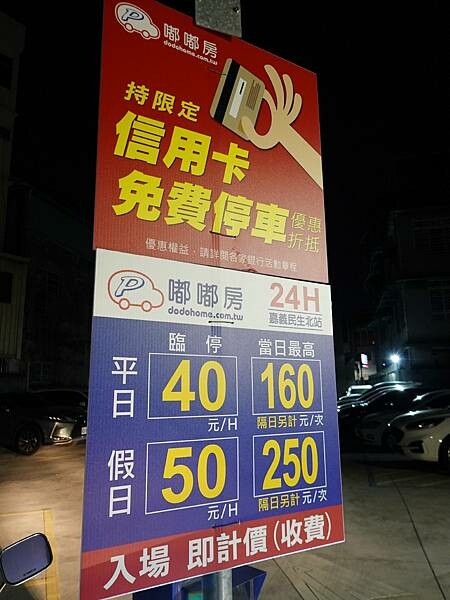 P
嘟嘟房
dodohome.com.tw
持限定
信用卡
免費停車 優惠折抵
優惠權益，請詳閱各家銀行活動章程
P
嘟嘟房
dodohome.com.tw
24H
嘉義民生北站
臨停 當日最高
平日 40 元/H 160 隔日另計 元/次
假日 50 元/H 250 隔日另計 元/次
入場 即計價(收費)